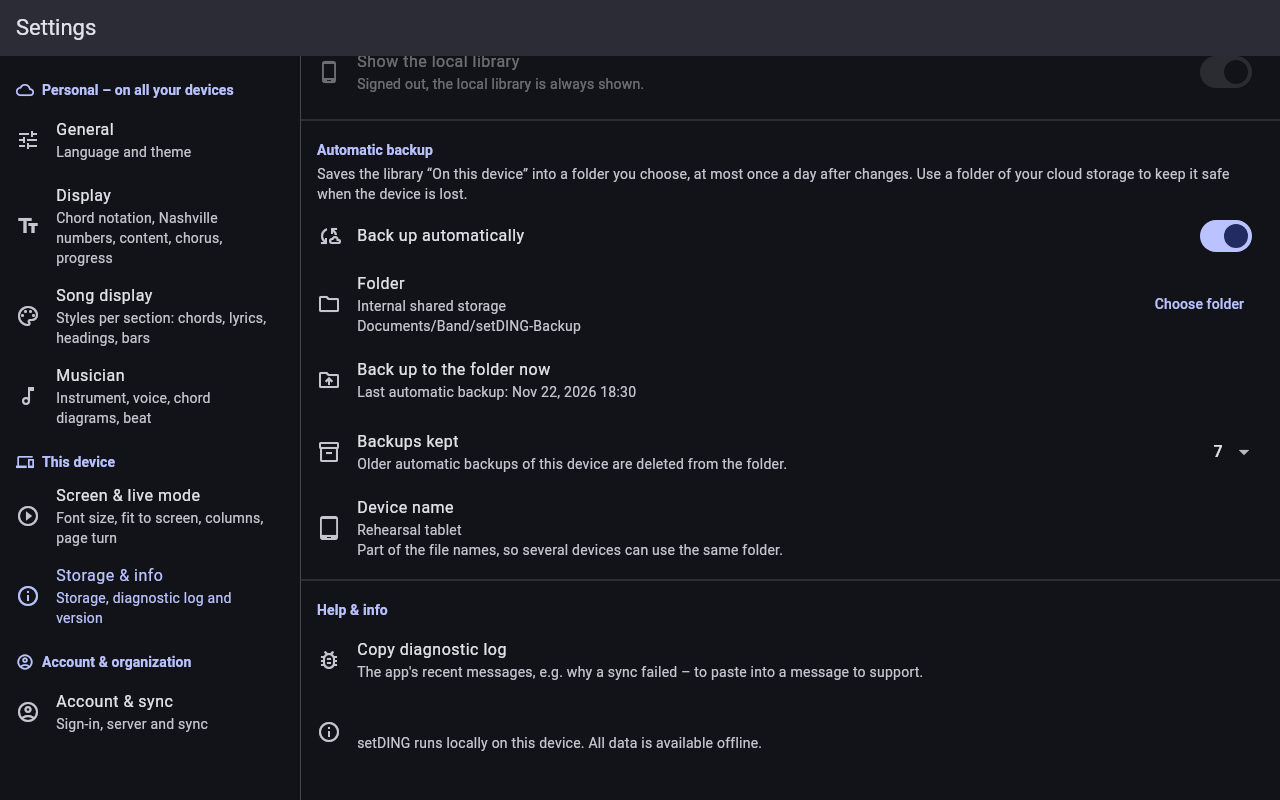 Settings
Personal – on all your devices
General
Language and theme
Display
Chord notation, Nashville
numbers, content, chorus,
progress
Song display
Styles per section: chords, lyrics,
headings, bars
Musician
Instrument, voice, chord
diagrams, beat
This device
Screen & live mode
Font size, fit to screen, columns,
page turn
Storage & info
Storage, diagnostic log and
version
Account & organization
Account & sync
Sign-in, server and sync
Show the local library
Signed out, the local library is always shown.
Automatic backup
Saves the library “On this device” into a folder you choose, at most once a day after changes. Use a folder of your cloud storage to keep it safe
when the device is lost.
Back up automatically
Folder
Internal shared storage
Documents/Band/setDING-Backup
Choose folder
Back up to the folder now
Last automatic backup: Nov 22, 2026 18:30
Backups kept
Older automatic backups of this device are deleted from the folder.
7
Device name
Rehearsal tablet
Part of the file names, so several devices can use the same folder.
Help & info
Copy diagnostic log
The app's recent messages, e.g. why a sync failed – to paste into a message to support.
setDING runs locally on this device. All data is available offline.